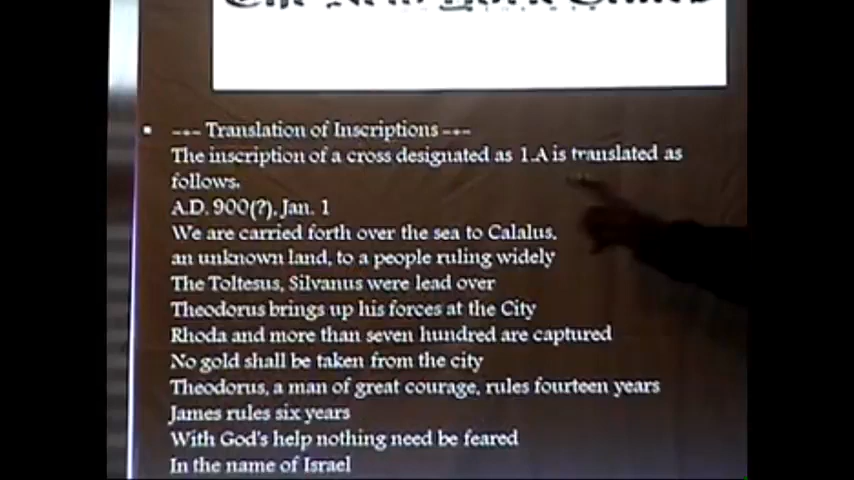 The New York Times
--+-- Translation of Inscriptions --+--
The inscription of a cross designated as 1.A is translated as
follows.
A.D. 900(?), Jan. 1
We are carried forth over the sea to Calalus,
an unknown land, to a people ruling widely
The Toltesus, Silvanus were lead over
Theodorus brings up his forces at the City
Rhoda and more than seven hundred are captured
No gold shall be taken from the city
Theodorus, a man of great courage, rules fourteen years
James rules six years
With God's help nothing need be feared
In the name of Israel